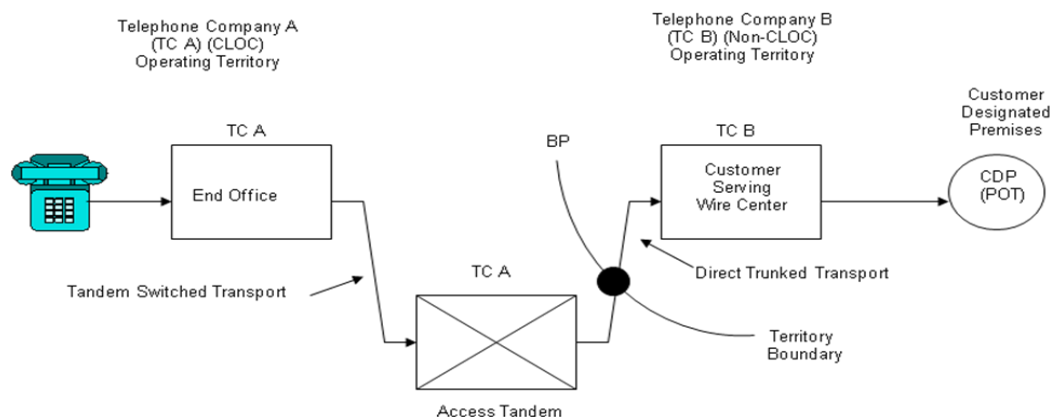 Telephone Company A
(TC A) (CLOC)
Operating Territory
Telephone Company B
(TC B) (Non-CLOC)
Operating Territory
Customer
Designated
Premises
TC A
End Office
BP
TC B
Customer
Serving
Wire Center
CDP
(POT)
Tandem Switched Transport
TC A
Direct Trunked Transport
Territory
Boundary
Access Tandem